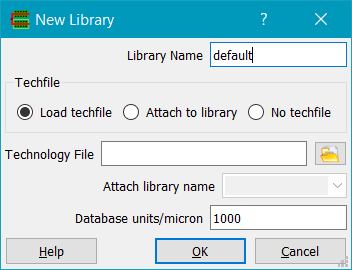 New Library
Library Name default
Techfile
Load techfile Attach to library No techfile
Technology File
Attach library name
Database units/micron 1000
Help OK Cancel